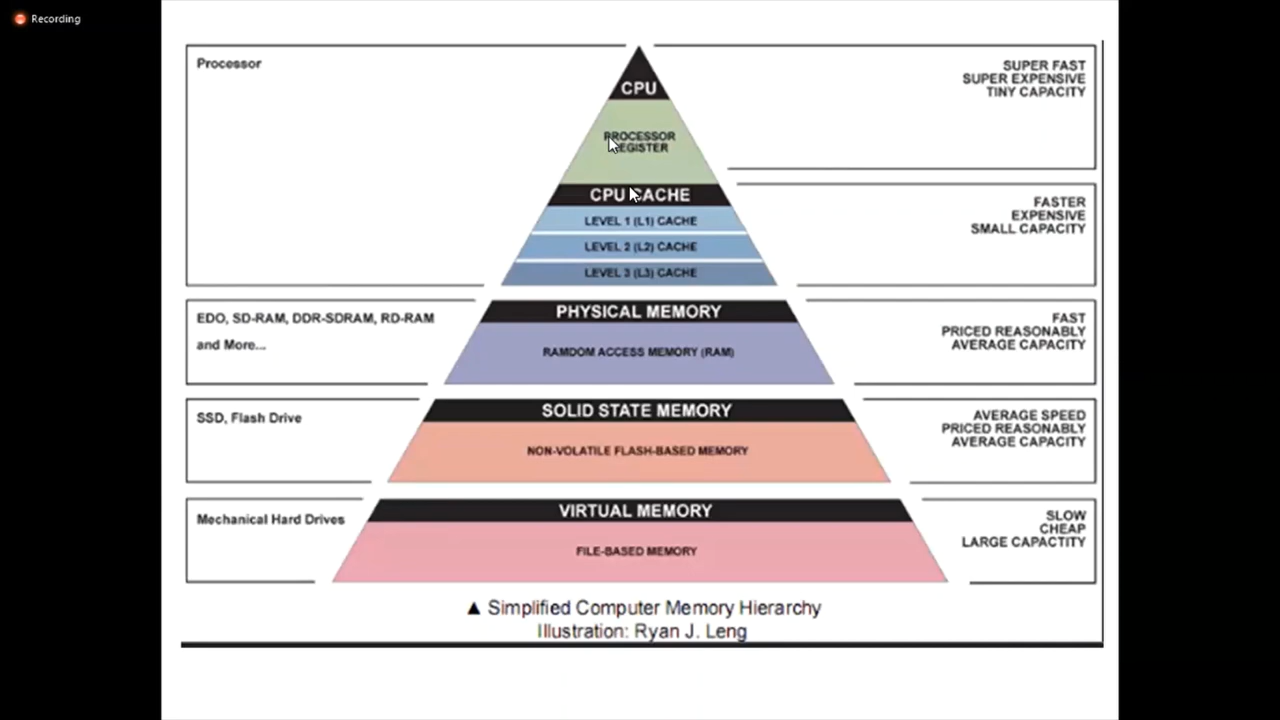 Recording
Processor
CPU
SUPER FAST
SUPER EXPENSIVE
TINY CAPACITY
PROCESSOR
REGISTER
CPU CACHE
LEVEL 1 (L1) CACHE
LEVEL 2 (L2) CACHE
LEVEL 3 (L3) CACHE
FASTER
EXPENSIVE
SMALL CAPACITY
EDO, SD-RAM, DDR-SDRAM, RD-RAM
and More...
PHYSICAL MEMORY
RAMDOM ACCESS MEMORY (RAM)
FAST
PRICED REASONABLY
AVERAGE CAPACITY
SSD, Flash Drive
SOLID STATE MEMORY
NON-VOLATILE FLASH-BASED MEMORY
AVERAGE SPEED
PRICED REASONABLY
AVERAGE CAPACITY
Mechanical Hard Drives
VIRTUAL MEMORY
FILE-BASED MEMORY
SLOW
CHEAP
LARGE CAPACTITY
▲ Simplified Computer Memory Hierarchy
Illustration: Ryan J. Leng